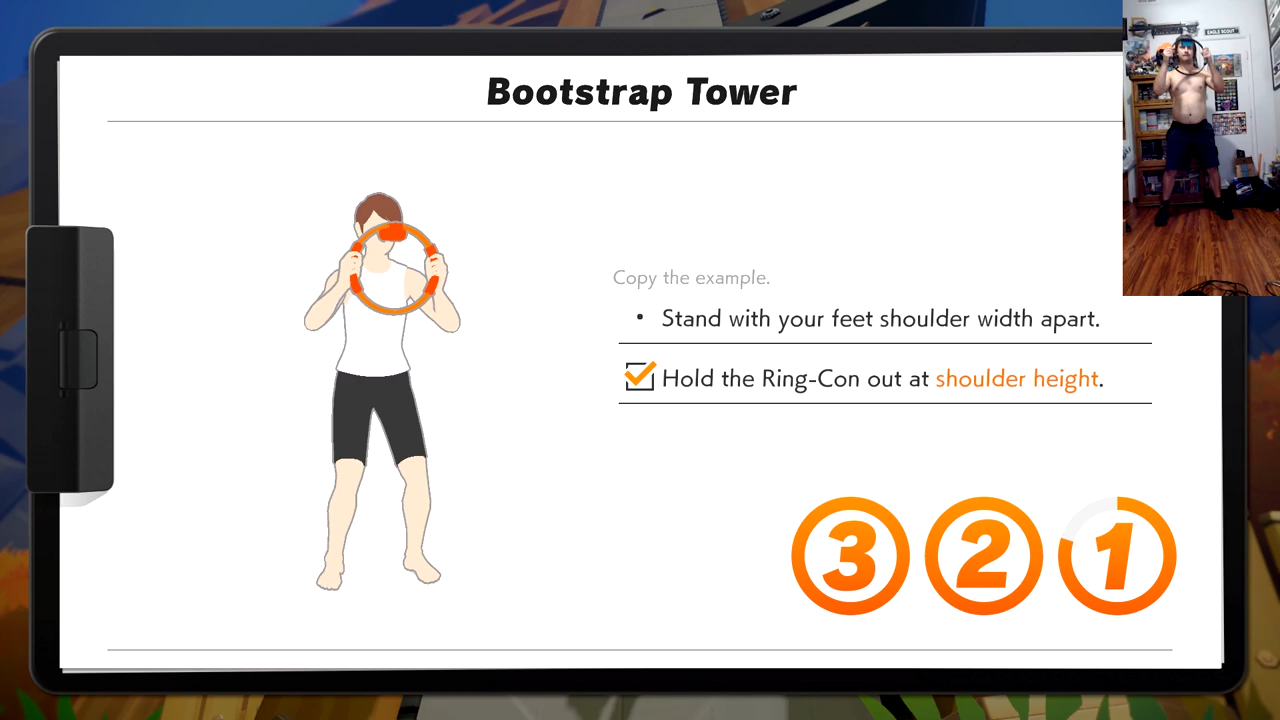 Bootstrap Tower
EAGLE SCOUT
Copy the example.
• Stand with your feet shoulder width apart.
Hold the Ring-Con out at shoulder height.
3 2 1